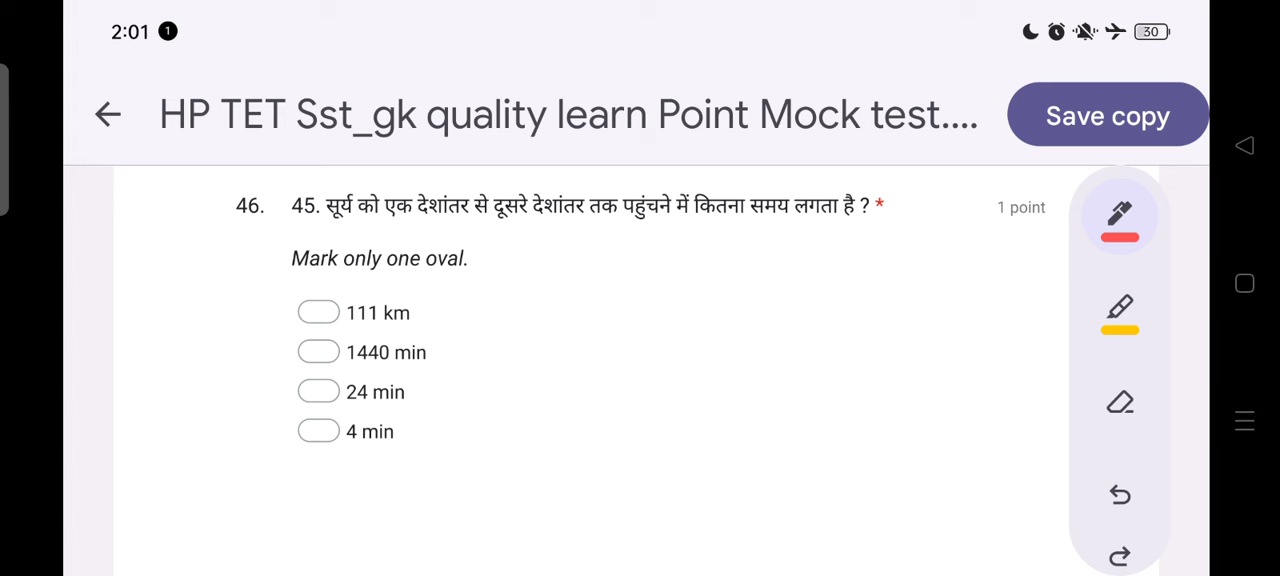 2:01 1 30
HP TET Sst_gk quality learn Point Mock test.... Save copy
46. 45. सूर्य को एक देशांतर से दूसरे देशांतर तक पहुंचने में कितना समय लगता है ? * 1 point
Mark only one oval.
111 km
1440 min
24 min
4 min